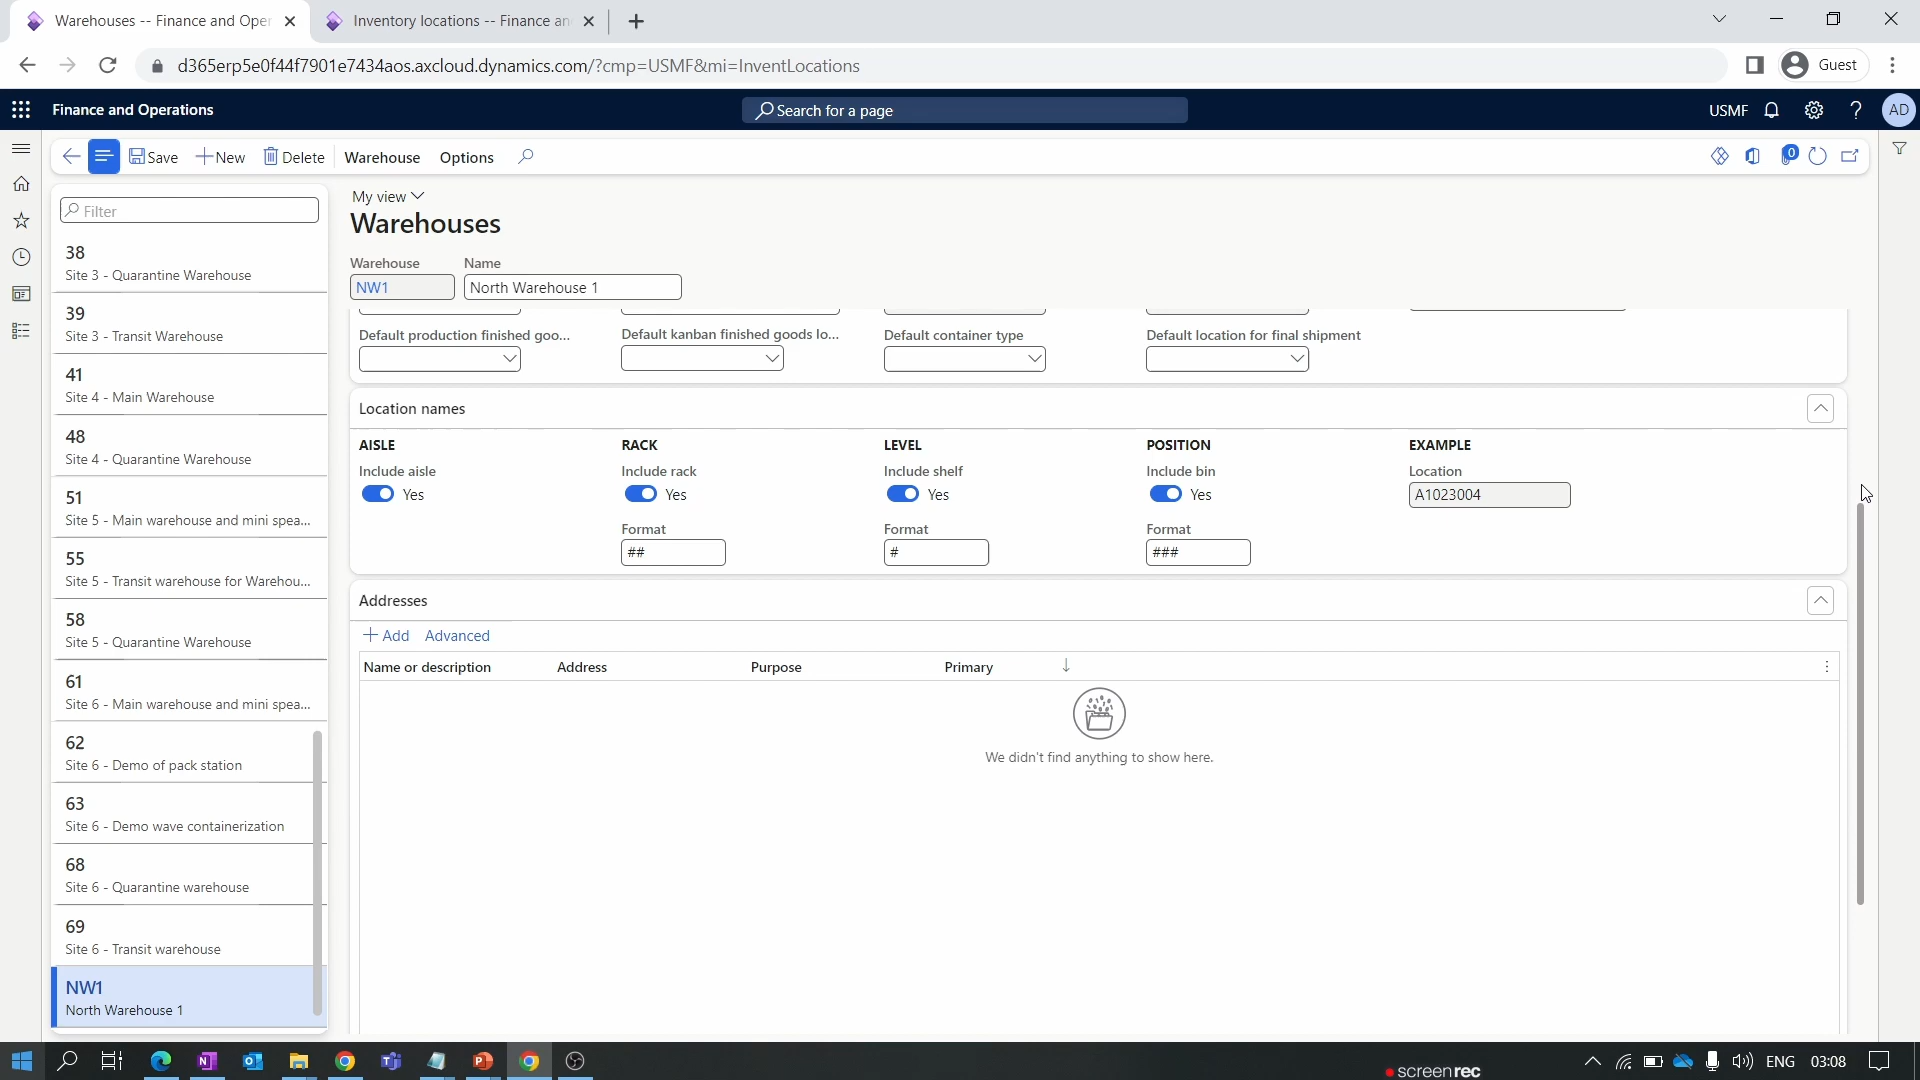 Warehouses -- Finance and Oper
Inventory locations -- Finance an
d365erp5e0f44f7901e7434aos.axcloud.dynamics.com/?cmp=USMF&mi=InventLocations
Guest
Finance and Operations
Search for a page
USMF
?
AD
Save
New
Delete
Warehouse
Options
0
Filter
38
Site 3 - Quarantine Warehouse
39
Site 3 - Transit Warehouse
41
Site 4 - Main Warehouse
48
Site 4 - Quarantine Warehouse
51
Site 5 - Main warehouse and mini spea...
55
Site 5 - Transit warehouse for Warehou...
58
Site 5 - Quarantine Warehouse
61
Site 6 - Main warehouse and mini spea...
62
Site 6 - Demo of pack station
63
Site 6 - Demo wave containerization
68
Site 6 - Quarantine warehouse
69
Site 6 - Transit warehouse
NW1
North Warehouse 1
My view
Warehouses
Warehouse
Name
NW1
North Warehouse 1
Default production finished goo...
Default kanban finished goods lo...
Default container type
Default location for final shipment
Location names
AISLE
RACK
LEVEL
POSITION
EXAMPLE
Include aisle
Include rack
Include shelf
Include bin
Location
Yes
Yes
Yes
Yes
A1023004
Format
Format
Format
##
#
###
Addresses
Add
Advanced
Name or description
Address
Purpose
Primary
We didn't find anything to show here.
ENG
03:08
screenrec